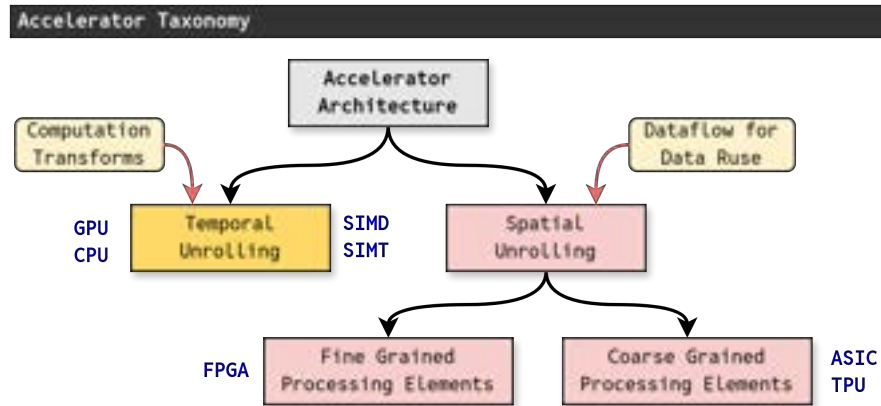 Accelerator Taxonomy
Accelerator
Architecture
Computation
Transforms
Dataflow for
Data Ruse
GPU
CPU
Temporal
Unrolling
SIMD
SIMT
Spatial
Unrolling
FPGA
Fine Grained
Processing Elements
Coarse Grained
Processing Elements
ASIC
TPU